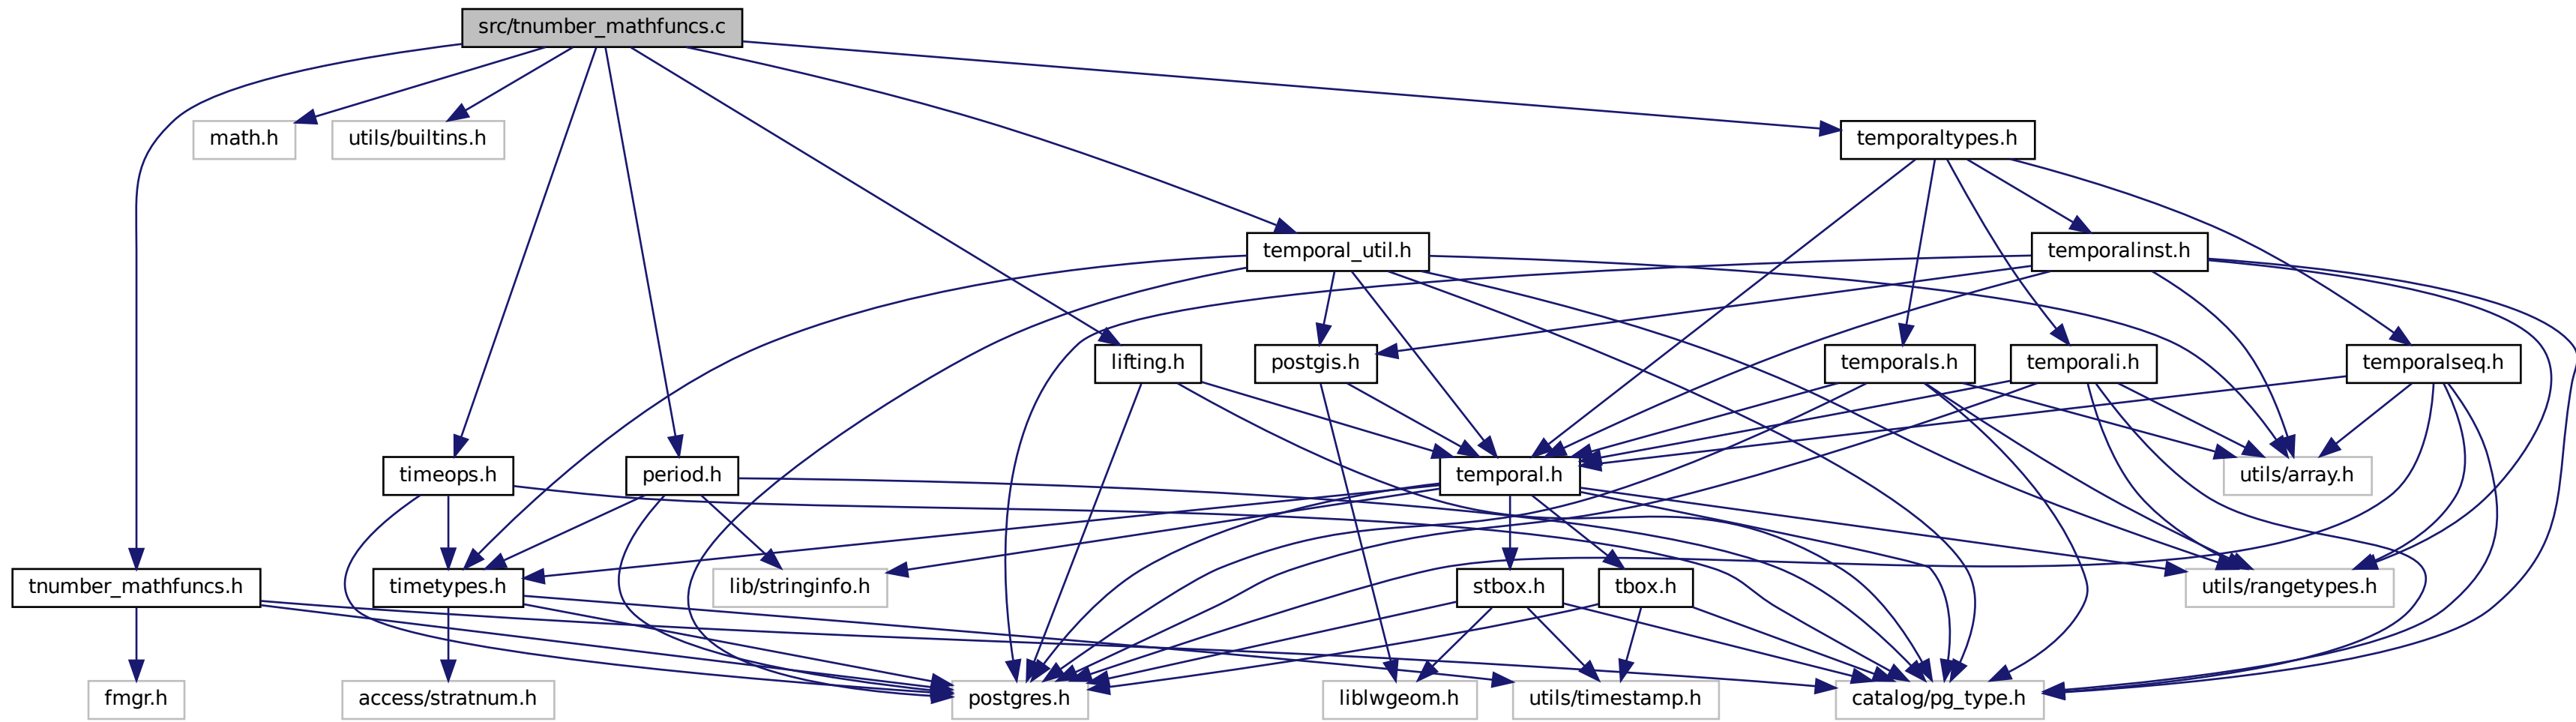 src/tnumber_mathfuncs.c
math.h
utils/builtins.h
temporaltypes.h
temporal_util.h
temporalinst.h
lifting.h
postgis.h
temporals.h
temporali.h
temporalseq.h
timeops.h
period.h
temporal.h
utils/array.h
tnumber_mathfuncs.h
timetypes.h
lib/stringinfo.h
stbox.h
tbox.h
utils/rangetypes.h
fmgr.h
access/stratnum.h
postgres.h
liblwgeom.h
utils/timestamp.h
catalog/pg_type.h